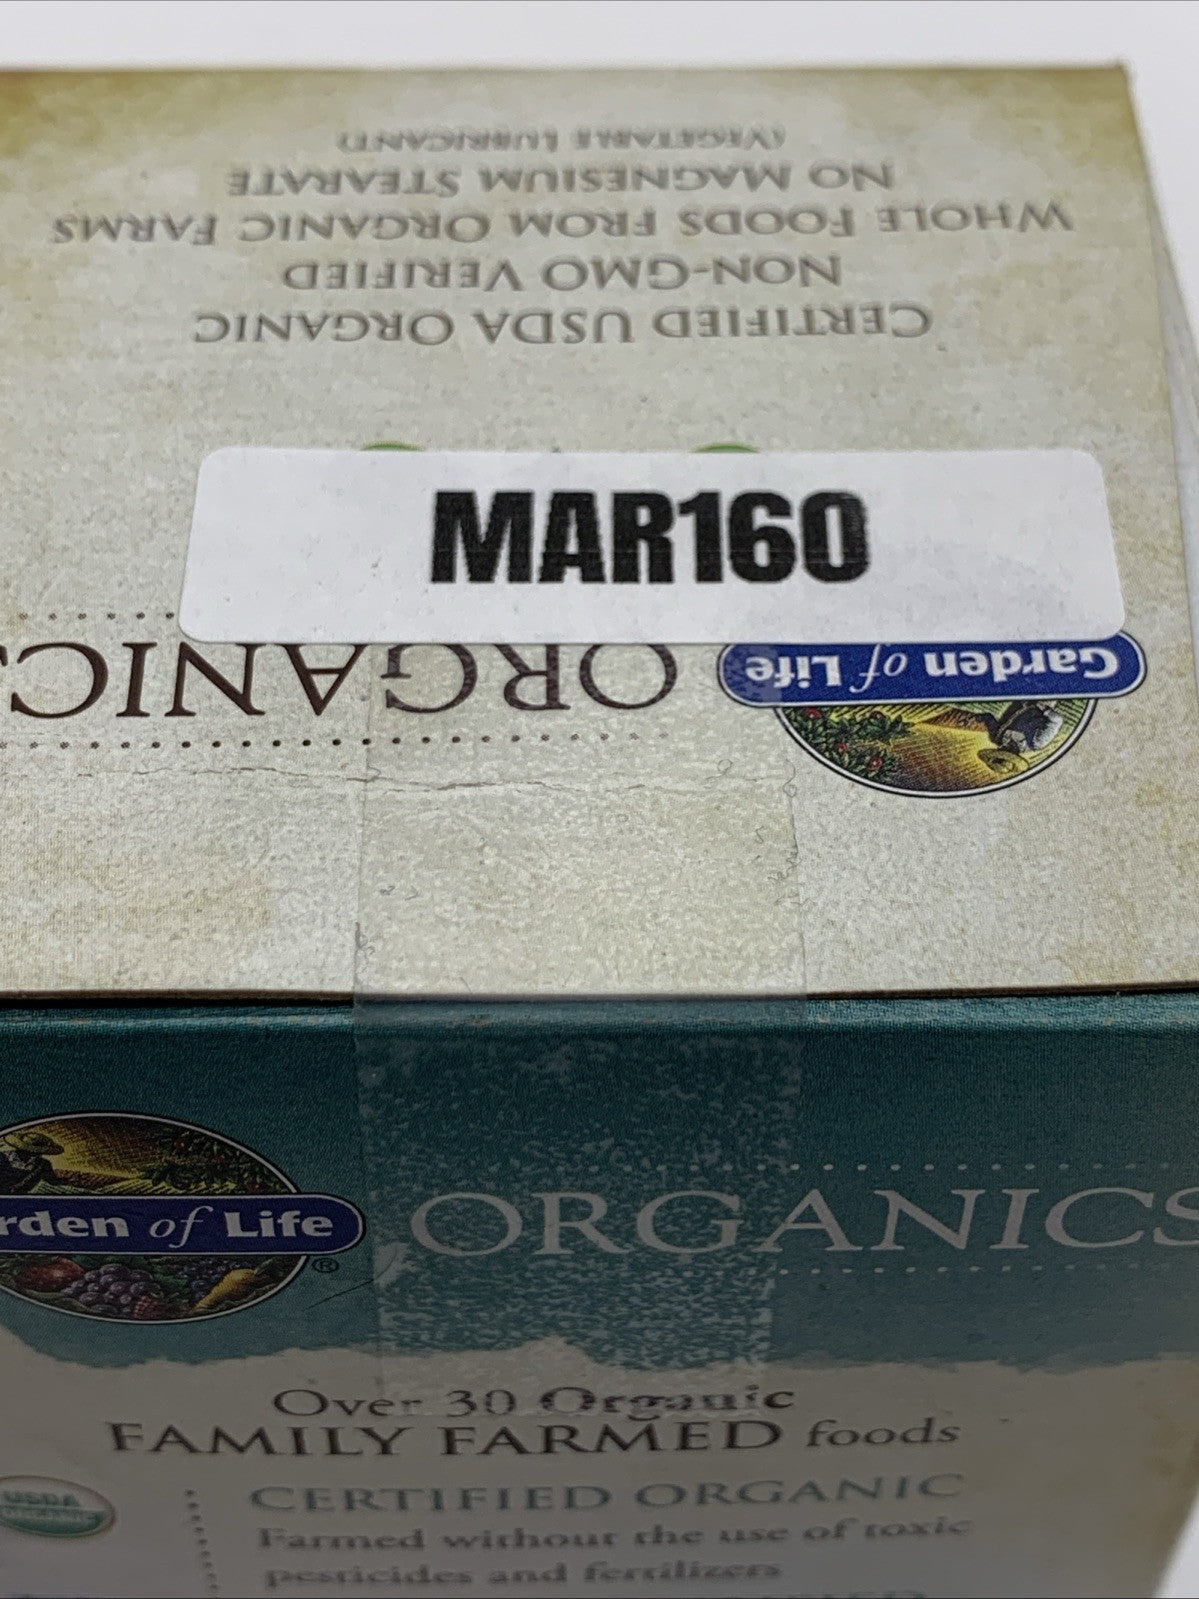 (VEGETABLE LUBRICANT)
NO MAGNESIUM STEARATE
WHOLE FOODS FROM ORGANIC FARMS
NON-GMO VERIFIED
CERTIFIED USDA ORGANIC
MAR160
Garden of Life
ORGANICS
rden of Life
®
ORGANICS
Over 30 Organic
FAMILY FARMED foods
USDA
ORGANIC
CERTIFIED ORGANIC
Farmed without the use of toxic
pesticides and fertilizers